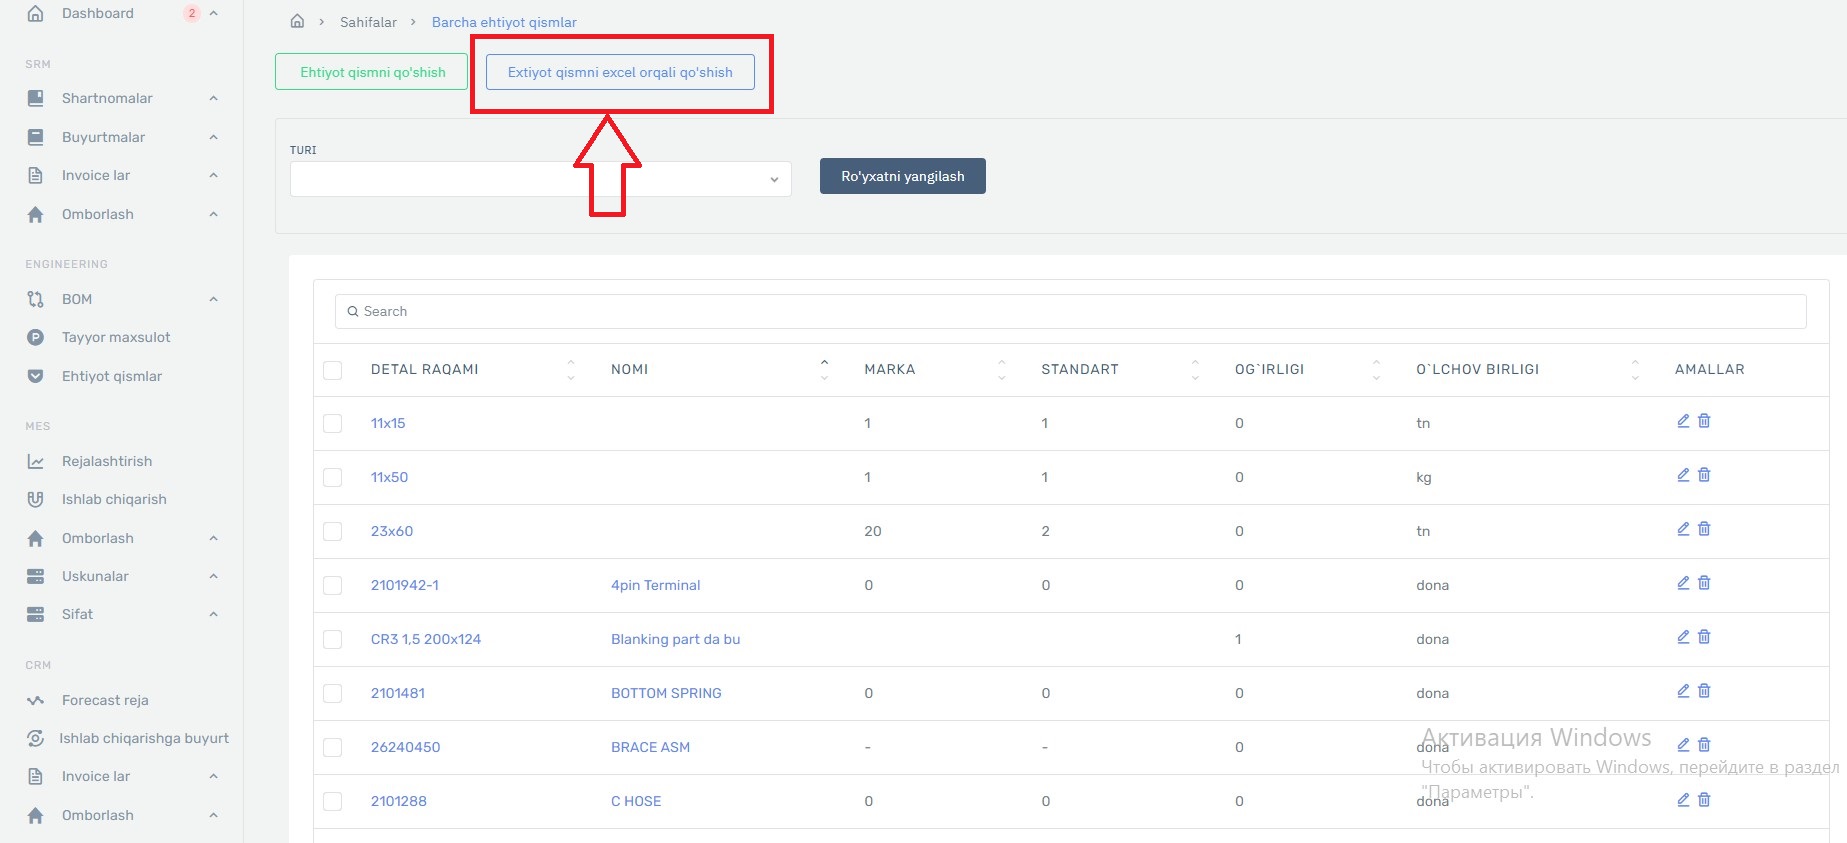 Dashboard 2
SRM
Shartnomalar
Buyurtmalar
Invoice lar
Omborlash
ENGINEERING
BOM
Tayyor maxsulot
Ehtiyot qismlar
MES
Rejalashtirish
Ishlab chiqarish
Omborlash
Uskunalar
Sifat
CRM
Forecast reja
Ishlab chiqarishga buyurt
Invoice lar
Omborlash
Sahifalar Barcha ehtiyot qismlar
Ehtiyot qismni qo'shish Extiyot qismni excel orqali qo'shish
TURI
Ro'yxatni yangilash
Search
DETAL RAQAMI NOMI MARKA STANDART OG`IRLIGI O`LCHOV BIRLIGI AMALLAR
11x15 1 1 0 tn
11x50 1 1 0 kg
23x60 20 2 0 tn
2101942-1 4pin Terminal 0 0 0 dona
CR3 1,5 200x124 Blanking part da bu 1 dona
2101481 BOTTOM SPRING 0 0 0 dona
26240450 BRACE ASM - - 0 dona
2101288 C HOSE 0 0 0 dona
Активация Windows
Чтобы активировать Windows, перейдите в раздел
"Параметры".